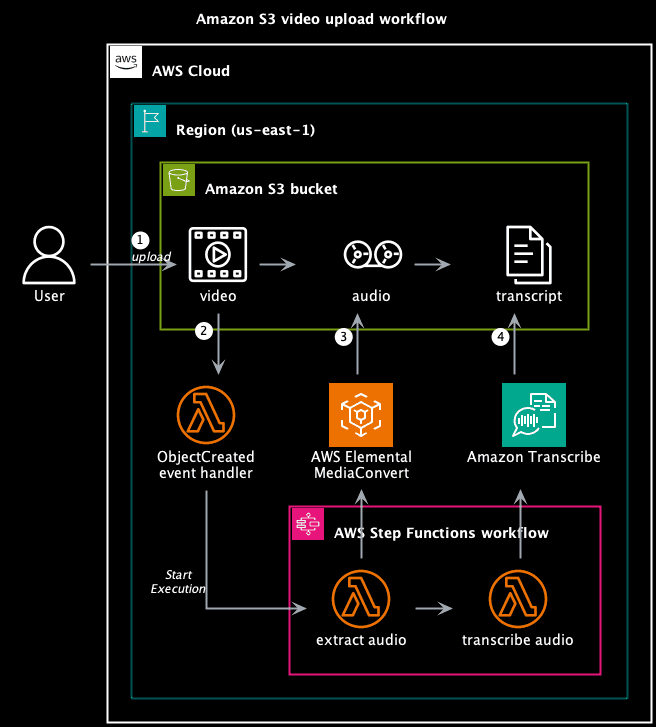 Amazon S3 video upload workflow
aws
AWS Cloud
Region (us-east-1)
Amazon S3 bucket
1
upload
User
video
audio
transcript
2
3
4
ObjectCreated
event handler
AWS Elemental
MediaConvert
Amazon Transcribe
AWS Step Functions workflow
Start
Execution
extract audio
transcribe audio